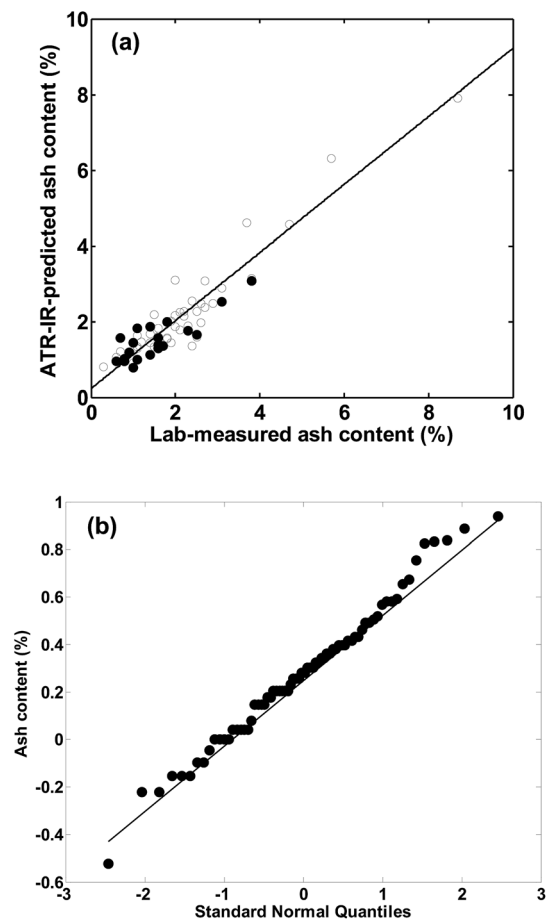 (a)
ATR-IR-predicted ash content (%)
10
8
6
4
2
0
0 2 4 6 8 10
Lab-measured ash content (%)
(b)
Ash content (%)
1
0.8
0.6
0.4
0.2
0
-0.2
-0.4
-0.6
-3 -2 -1 0 1 2 3
Standard Normal Quantiles